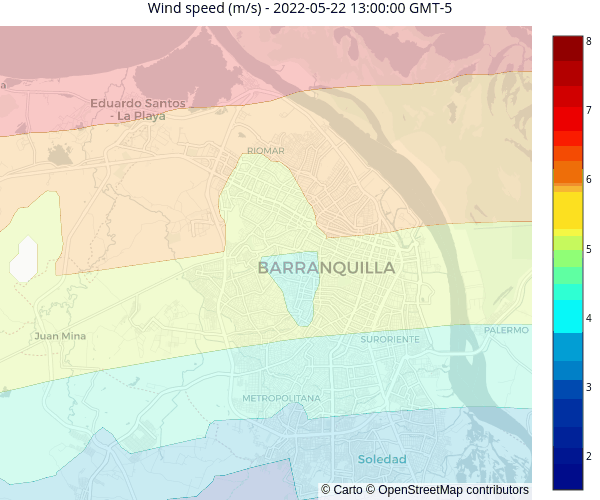 Wind speed (m/s) - 2022-05-22 13:00:00 GMT-5
8
a
Eduardo Santos
- La Playa
7
RIOMAR
6
5
BARRANQUILLA
4
Juan Mina
SURORIENTE
PALERMO
3
METROPOLITANA
Soledad
2
© Carto © OpenStreetMap contributors